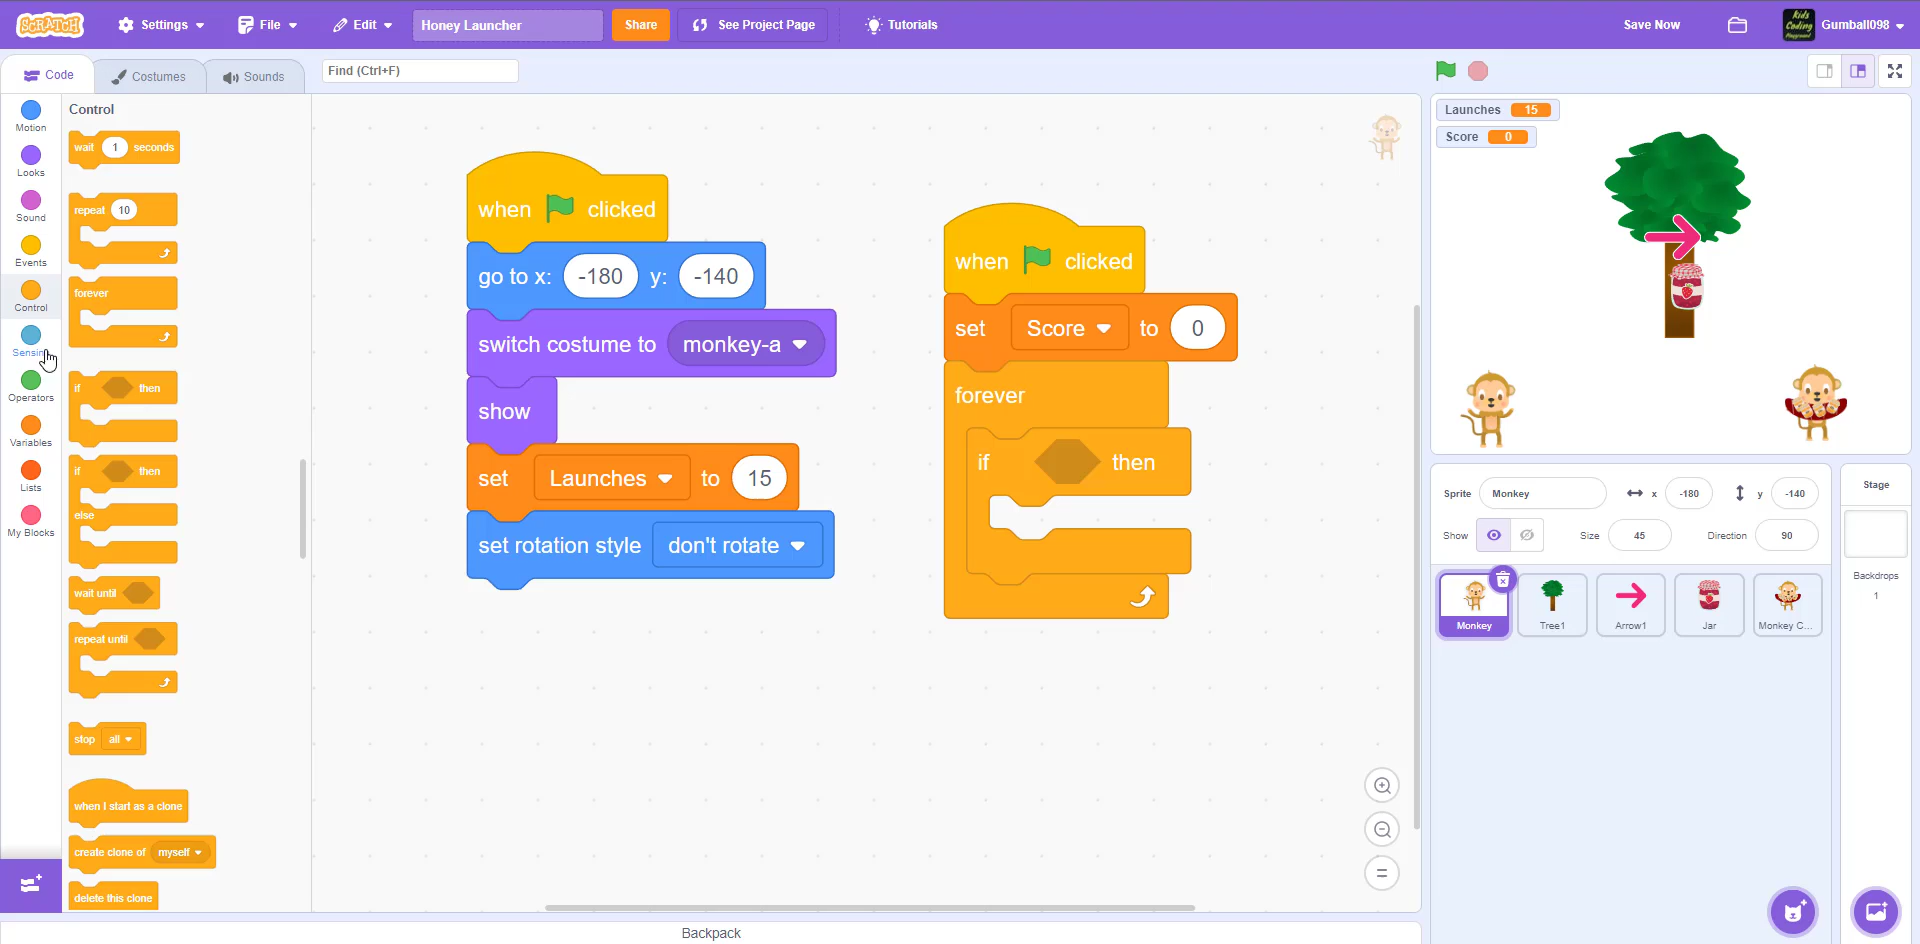 SCRATCH
Settings
File
Edit
Honey Launcher
Share
See Project Page
Tutorials
Save Now
Kids
Coding
Playground
Gumball098
Code
Costumes
Sounds
Find (Ctrl+F)
Motion
Looks
Sound
Events
Control
Sensing
Operators
Variables
Lists
My Blocks
Control
wait 1 seconds
repeat 10
forever
if then
if then
else
wait until
repeat until
stop all
when I start as a clone
create clone of myself
delete this clone
when clicked
go to x: -180 y: -140
switch costume to monkey-a
show
set Launches to 15
set rotation style don't rotate
when clicked
set Score to 0
forever
if then
Launches 15
Score 0
Sprite Monkey x -180 y -140
Show Size 45 Direction 90
Monkey
Tree1
Arrow1
Jar
Monkey C...
Stage
Backdrops
1
Backpack